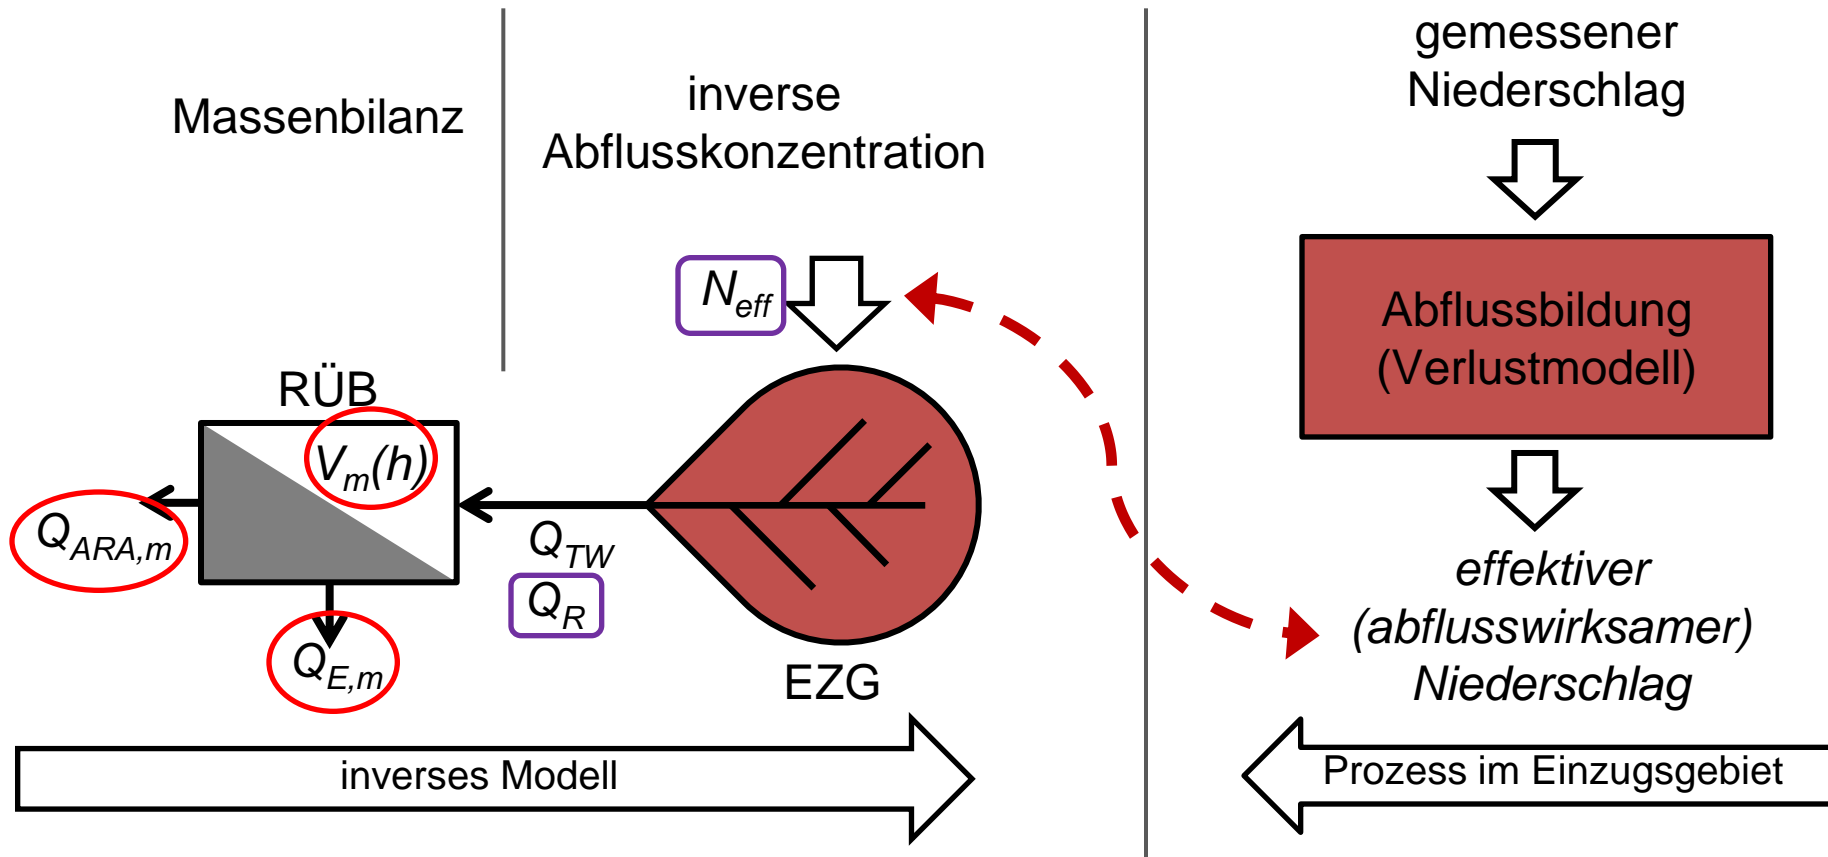 Massenbilanz
inverse
Abflusskonzentration
gemessener
Niederschlag
N_eff
Abflussbildung
(Verlustmodell)
RÜB
V_m(h)
Q_ARA,m
Q_E,m
Q_TW
Q_R
EZG
effektiver
(abflusswirksamer)
Niederschlag
inverses Modell
Prozess im Einzugsgebiet